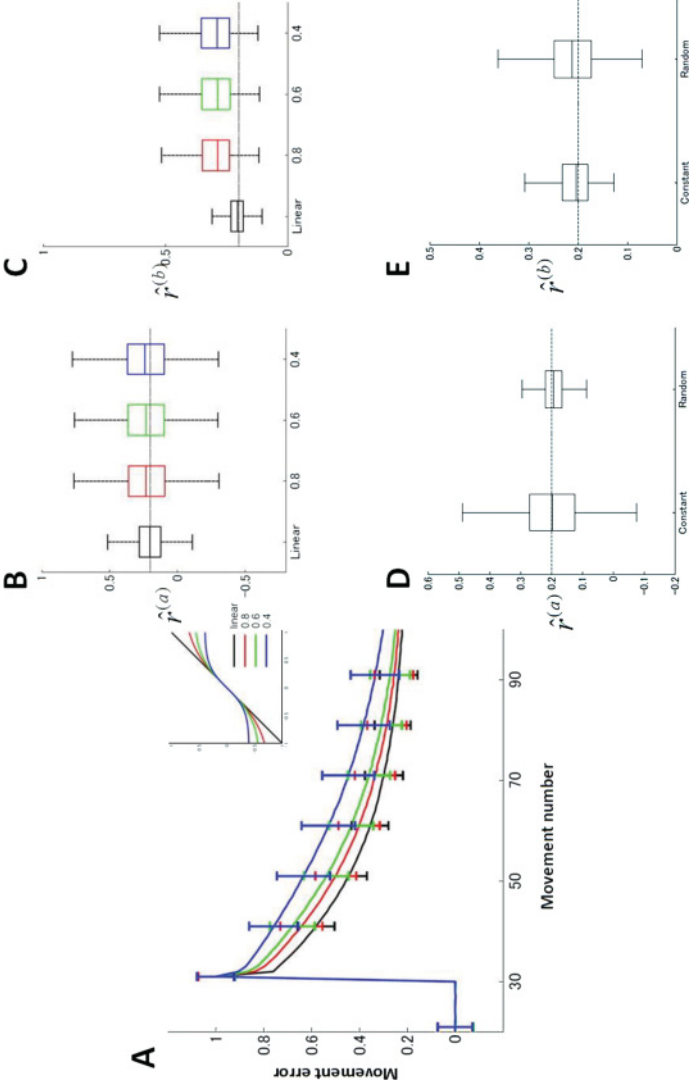 A
Movement error
1
0.8
0.6
0.4
0.2
0
30
50
70
90
Movement number
linear
0.8
0.6
0.4
B
r̂(a)
1
0.5
0
−0.5
Linear
0.8
0.6
0.4
C
r̂(b)
1
0.5
0
Linear
0.8
0.6
0.4
D
r̂(a)
0.6
0.5
0.4
0.3
0.2
0.1
0
−0.1
−0.2
Constant
Random
E
r̂(b)
0.5
0.4
0.3
0.2
0.1
0
Constant
Random